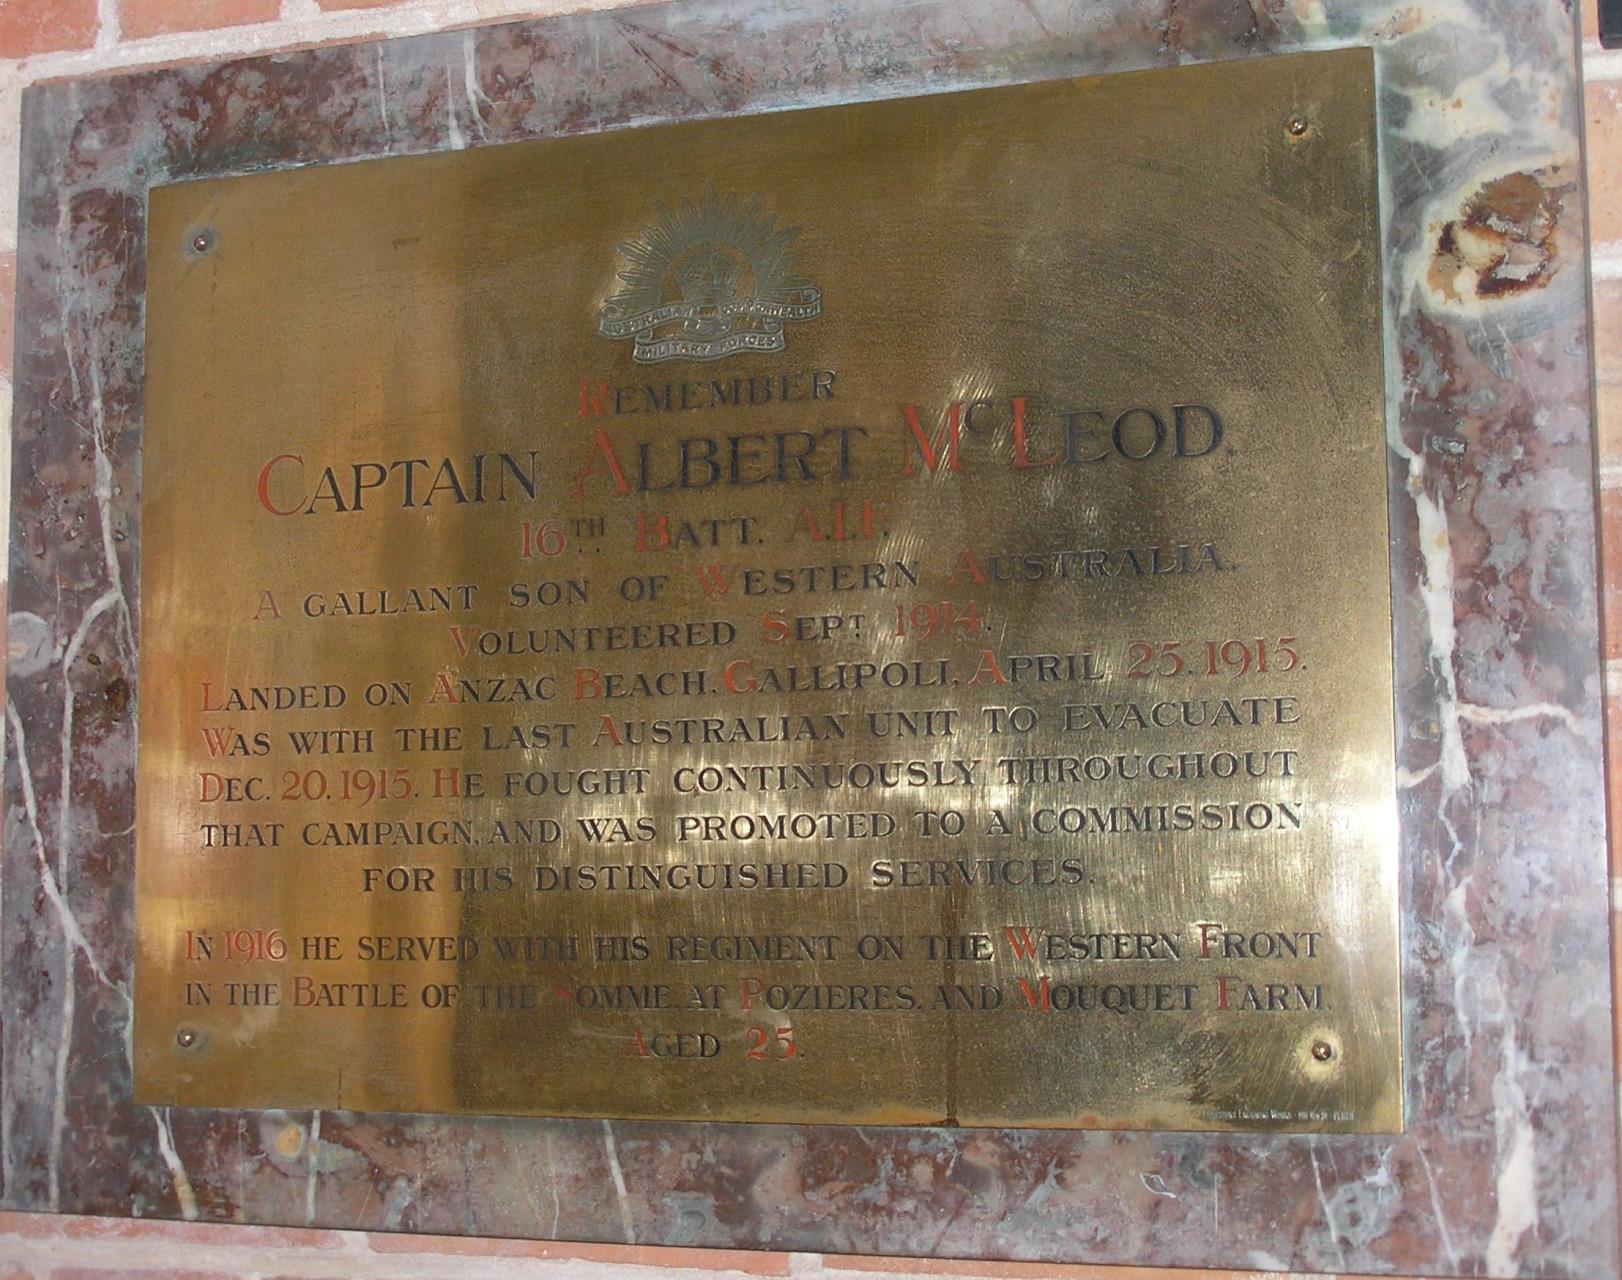 AUSTRALIAN COMMONWEALTH
MILITARY FORCES
REMEMBER
CAPTAIN ALBERT McLEOD.
16TH BATT. A.I.F.
A GALLANT SON OF WESTERN AUSTRALIA.
VOLUNTEERED SEPT. 1914.
LANDED ON ANZAC BEACH, GALLIPOLI, APRIL 25. 1915.
WAS WITH THE LAST AUSTRALIAN UNIT TO EVACUATE
DEC. 20. 1915. HE FOUGHT CONTINUOUSLY THROUGHOUT
THAT CAMPAIGN, AND WAS PROMOTED TO A COMMISSION
FOR HIS DISTINGUISHED SERVICES.
IN 1916 HE SERVED WITH HIS REGIMENT ON THE WESTERN FRONT
IN THE BATTLE OF THE SOMME, AT POZIERES, AND MOUQUET FARM.
AGED 25.